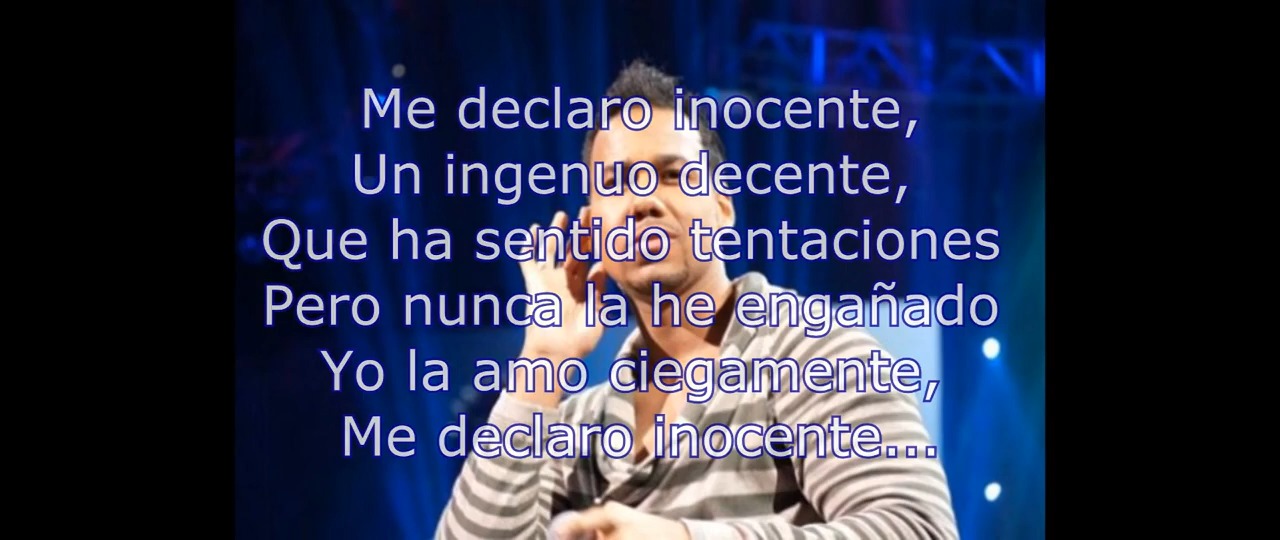 Me declaro inocente,
Un ingenuo decente,
Que ha sentido tentaciones
Pero nunca la he engañado
Yo la amo ciegamente,
Me declaro inocente...